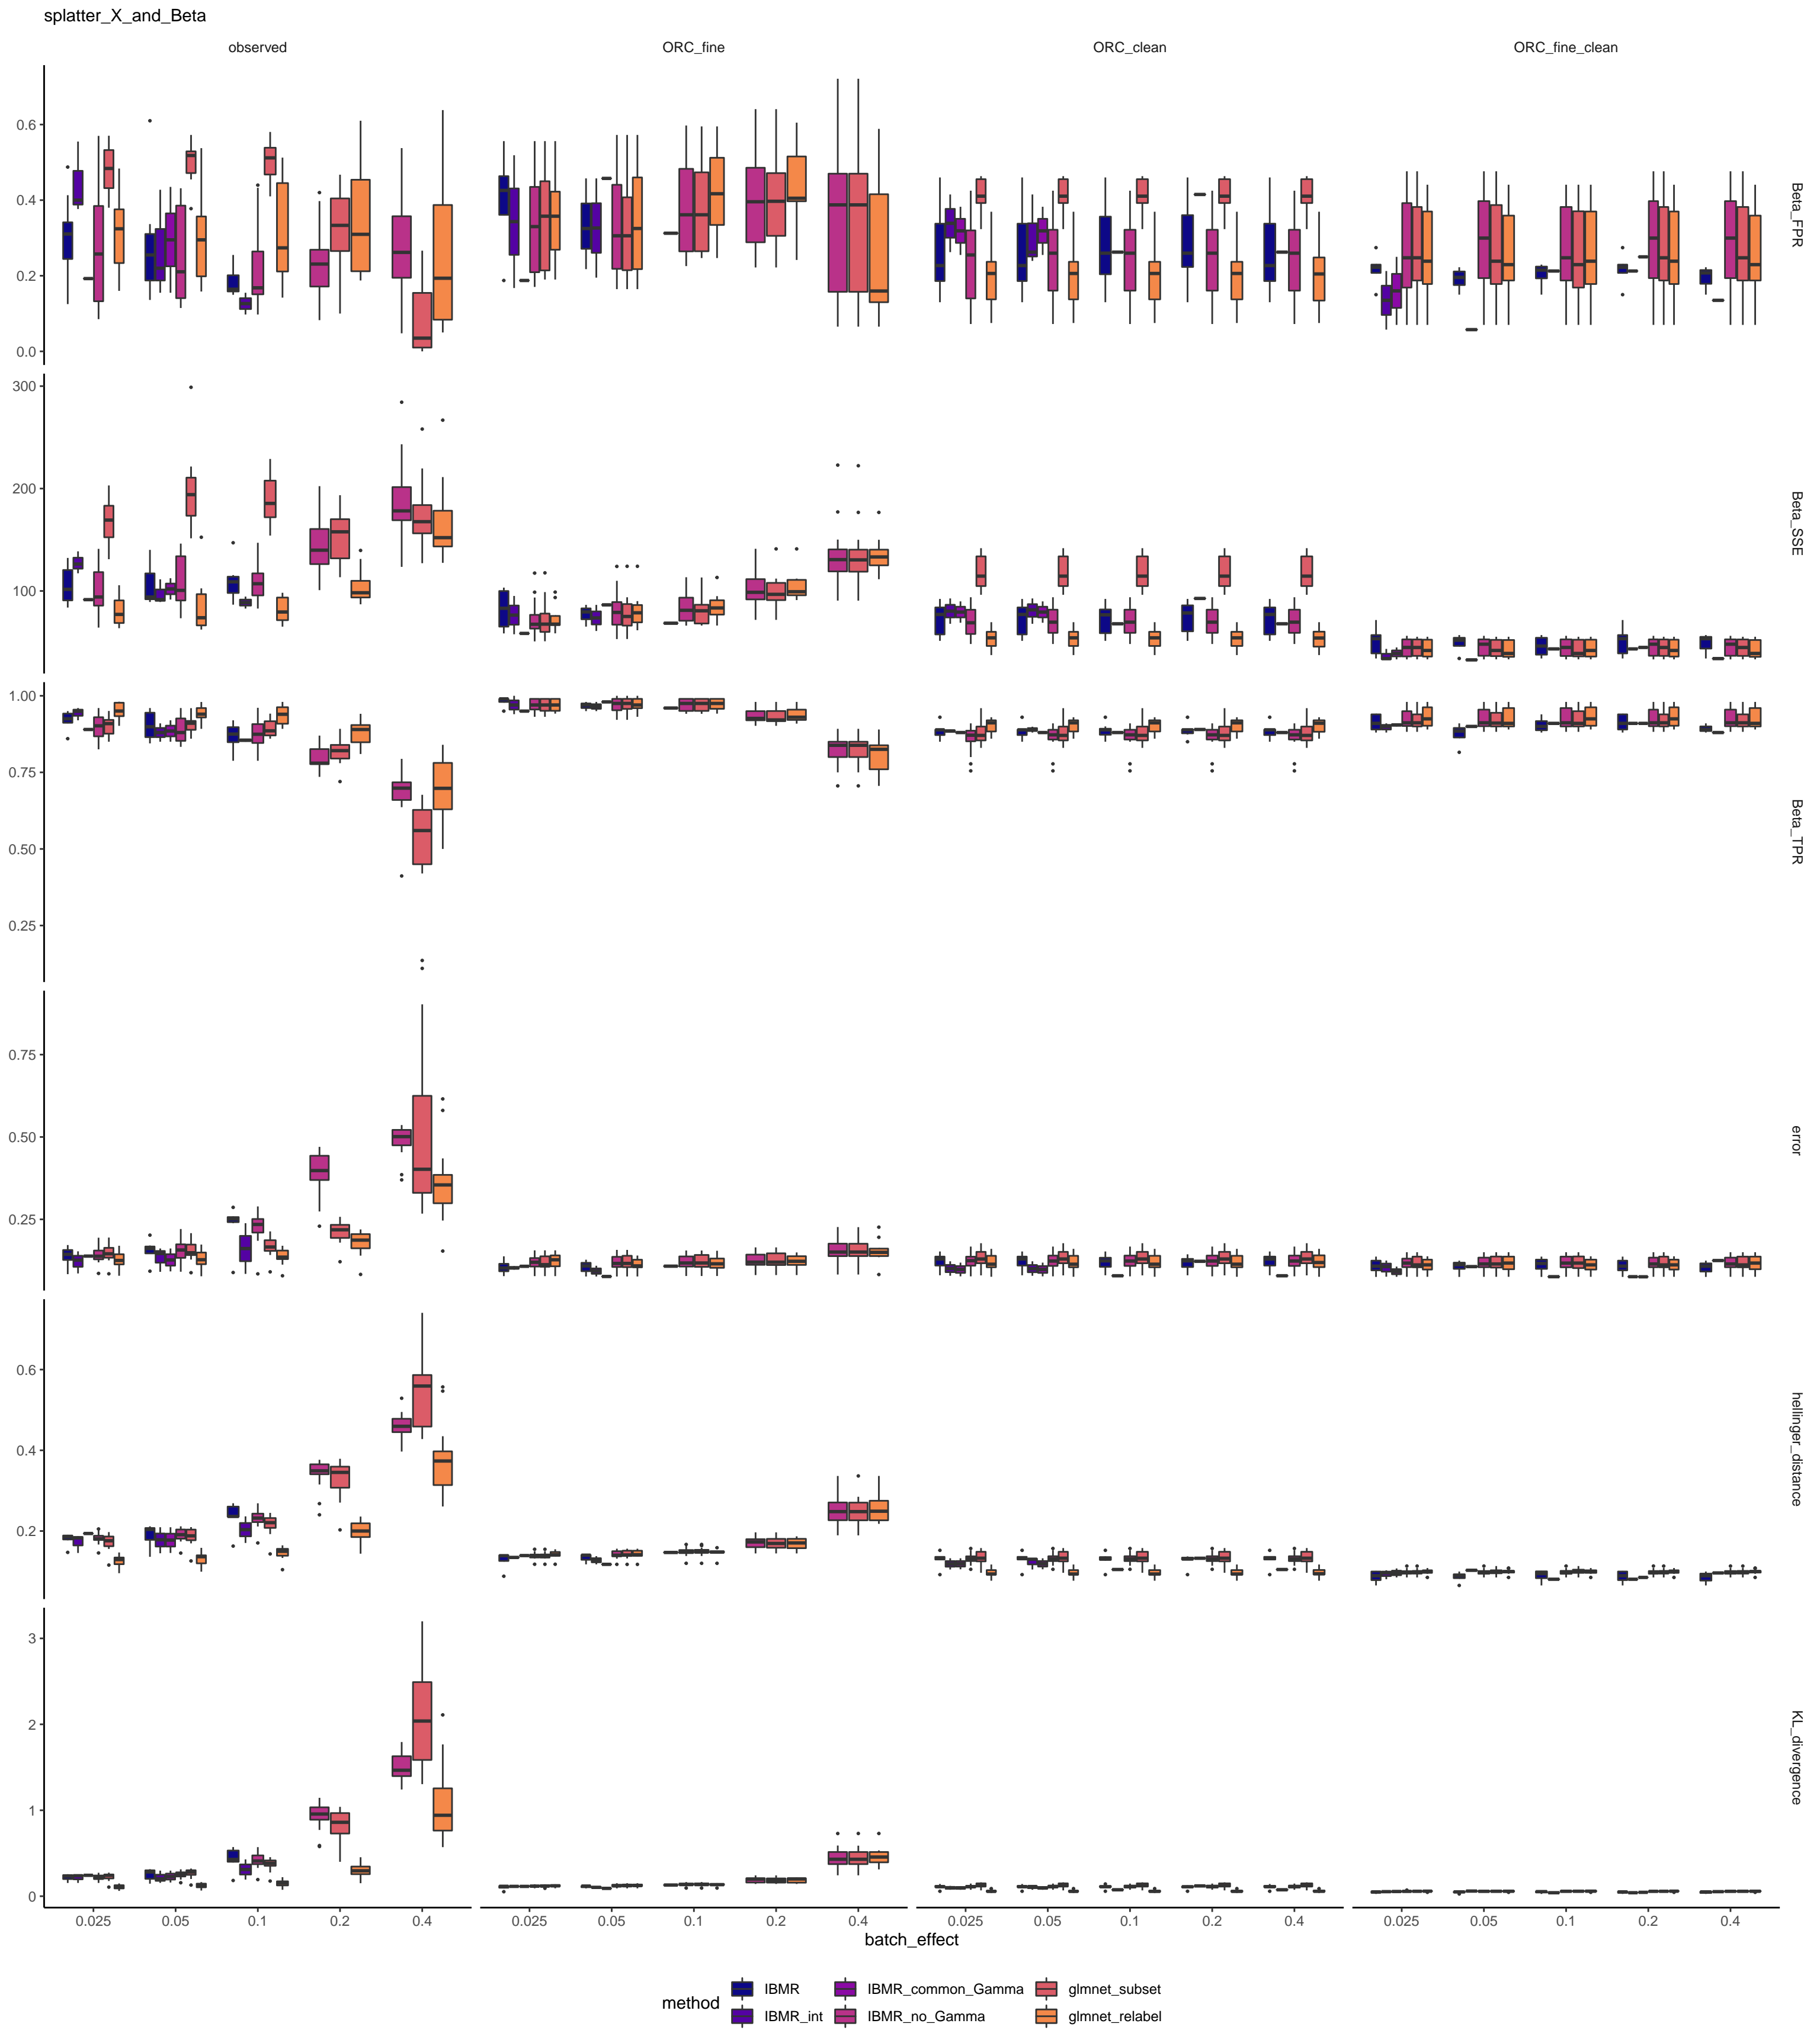 splatter_X_and_Beta
observed ORC_fine ORC_clean ORC_fine_clean
0.6
0.4
0.2
0.0
Beta_FPR
300
200
100
Beta_SSE
1.00
0.75
0.50
0.25
Beta_TPR
0.75
0.50
0.25
error
0.6
0.4
0.2
hellinger_distance
3
2
1
0
KL_divergence
0.025 0.05 0.1 0.2 0.4 0.025 0.05 0.1 0.2 0.4 0.025 0.05 0.1 0.2 0.4 0.025 0.05 0.1 0.2 0.4
batch_effect
method
IBMR IBMR_common_Gamma glmnet_subset
IBMR_int IBMR_no_Gamma glmnet_relabel